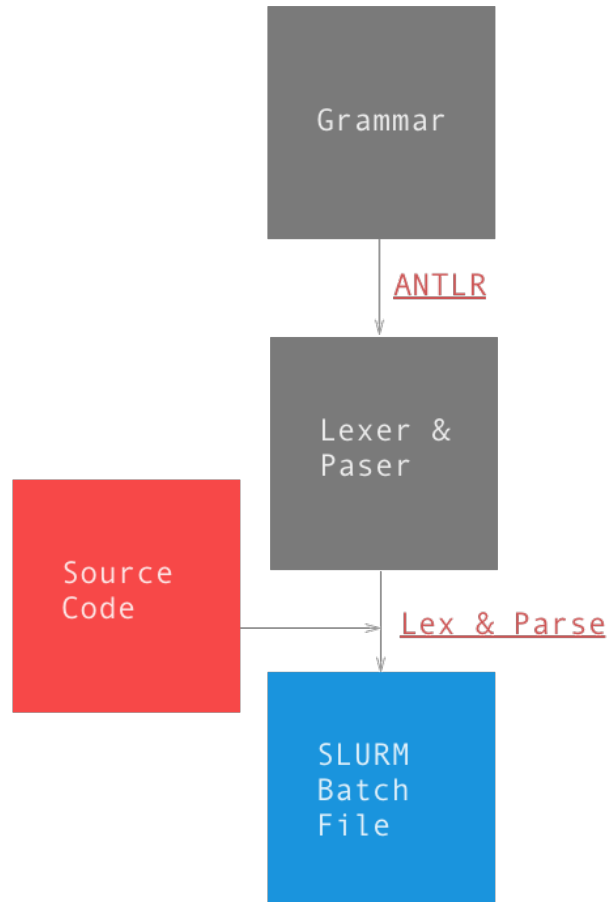 Grammar
ANTLR
Lexer &
Paser
Source
Code
Lex & Parse
SLURM
Batch
File